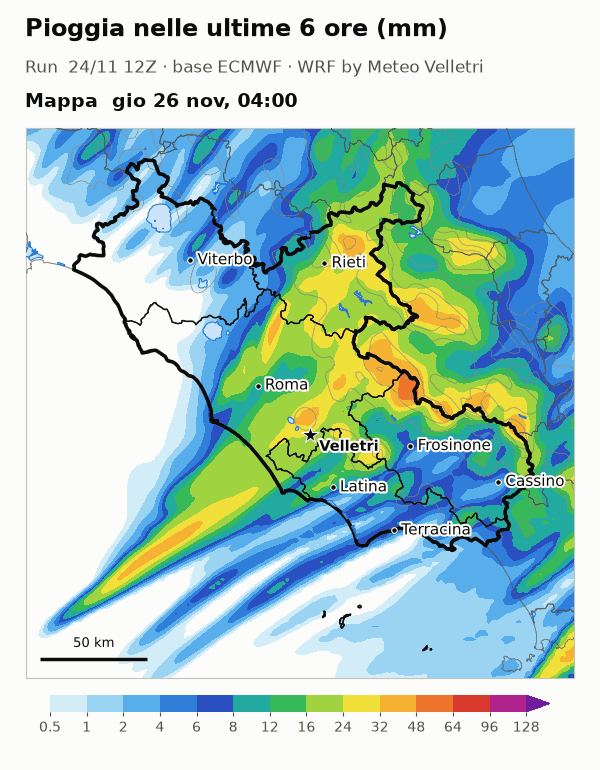 Pioggia nelle ultime 6 ore (mm)
Run  24/11 12Z · base ECMWF · WRF by Meteo Velletri
Mappa  gio 26 nov, 04:00
Viterbo
Rieti
Roma
Velletri
Frosinone
Latina
Cassino
Terracina
50 km
0.5 1 2 4 6 8 12 16 24 32 48 64 96 128